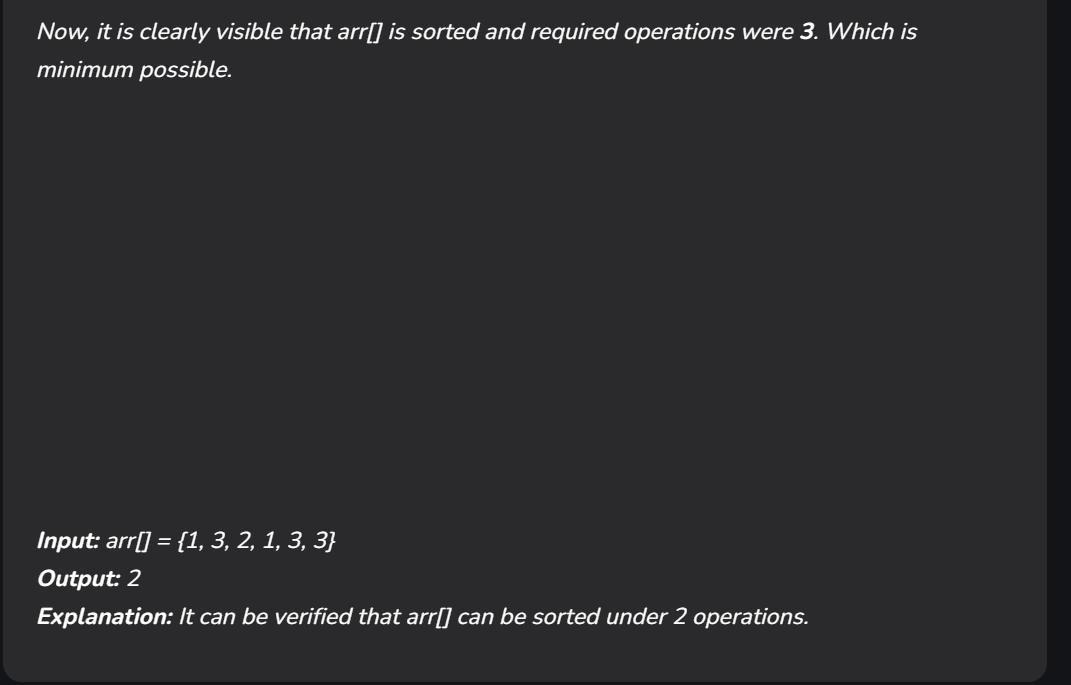 Now, it is clearly visible that arr[] is sorted and required operations were 3. Which is
minimum possible.
Input: arr[] = {1, 3, 2, 1, 3, 3}
Output: 2
Explanation: It can be verified that arr[] can be sorted under 2 operations.